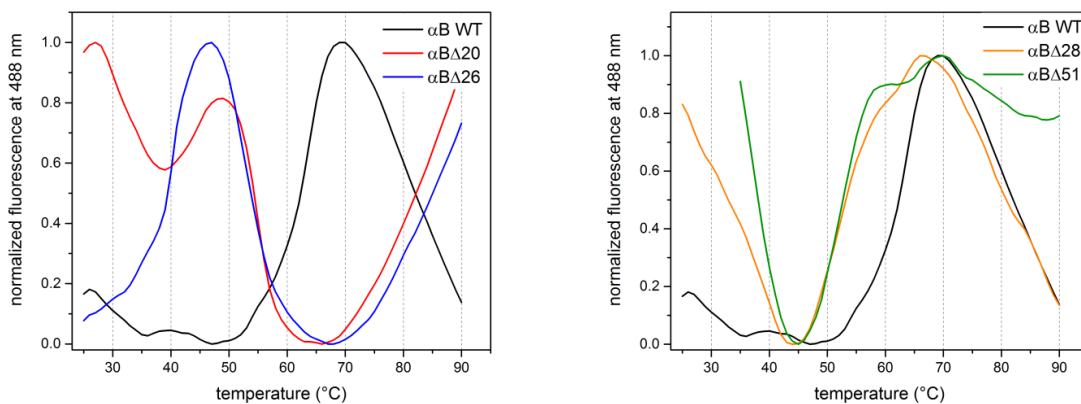 normalized fluorescence at 488 nm
1.0
0.8
0.6
0.4
0.2
0.0
30 40 50 60 70 80 90
temperature (°C)
αB WT
αBΔ20
αBΔ26
normalized fluorescence at 488 nm
1.0
0.8
0.6
0.4
0.2
0.0
30 40 50 60 70 80 90
temperature (°C)
αB WT
αBΔ28
αBΔ51